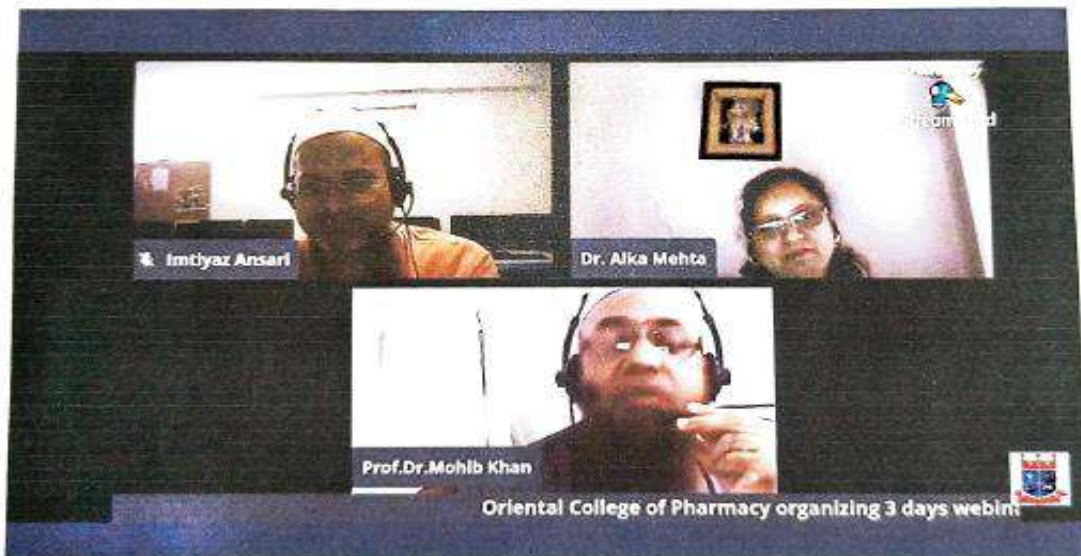 Imtiyaz Ansari
Dr. Alka Mehta
Prof.Dr.Mohib Khan
Oriental College of Pharmacy organizing 3 days webin